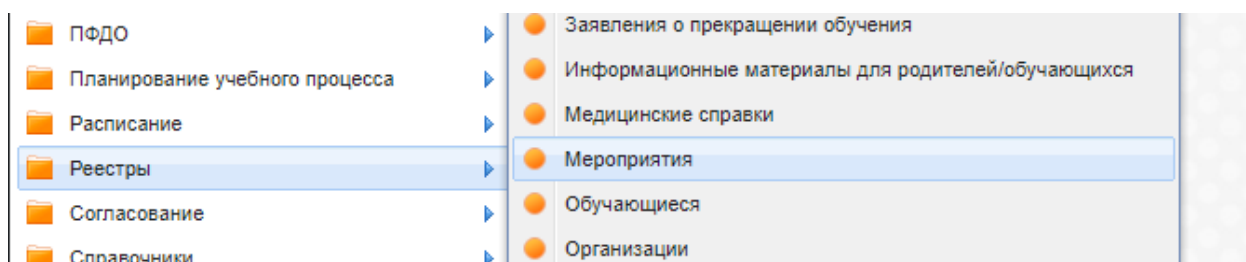 ПФДО
Планирование учебного процесса
Расписание
Реестры
Согласование
Справочники
Заявления о прекращении обучения
Информационные материалы для родителей/обучающихся
Медицинские справки
Мероприятия
Обучающиеся
Организации